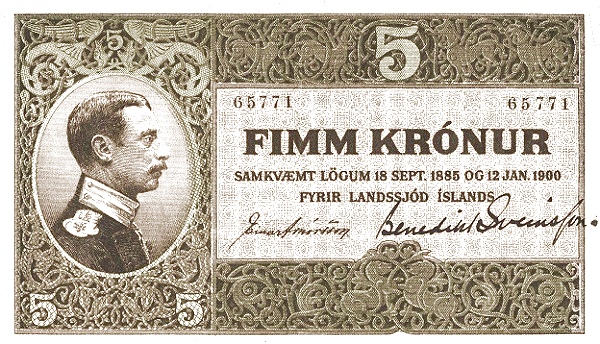 5
5
65771 65771
FIMM KRÓNUR
SAMKVÆMT LÖGUM 18 SEPT. 1885 OG 12 JAN. 1900
FYRIR LANDSSJÓÐ ÍSLANDS
Benedikt Sveinsson.
5 5